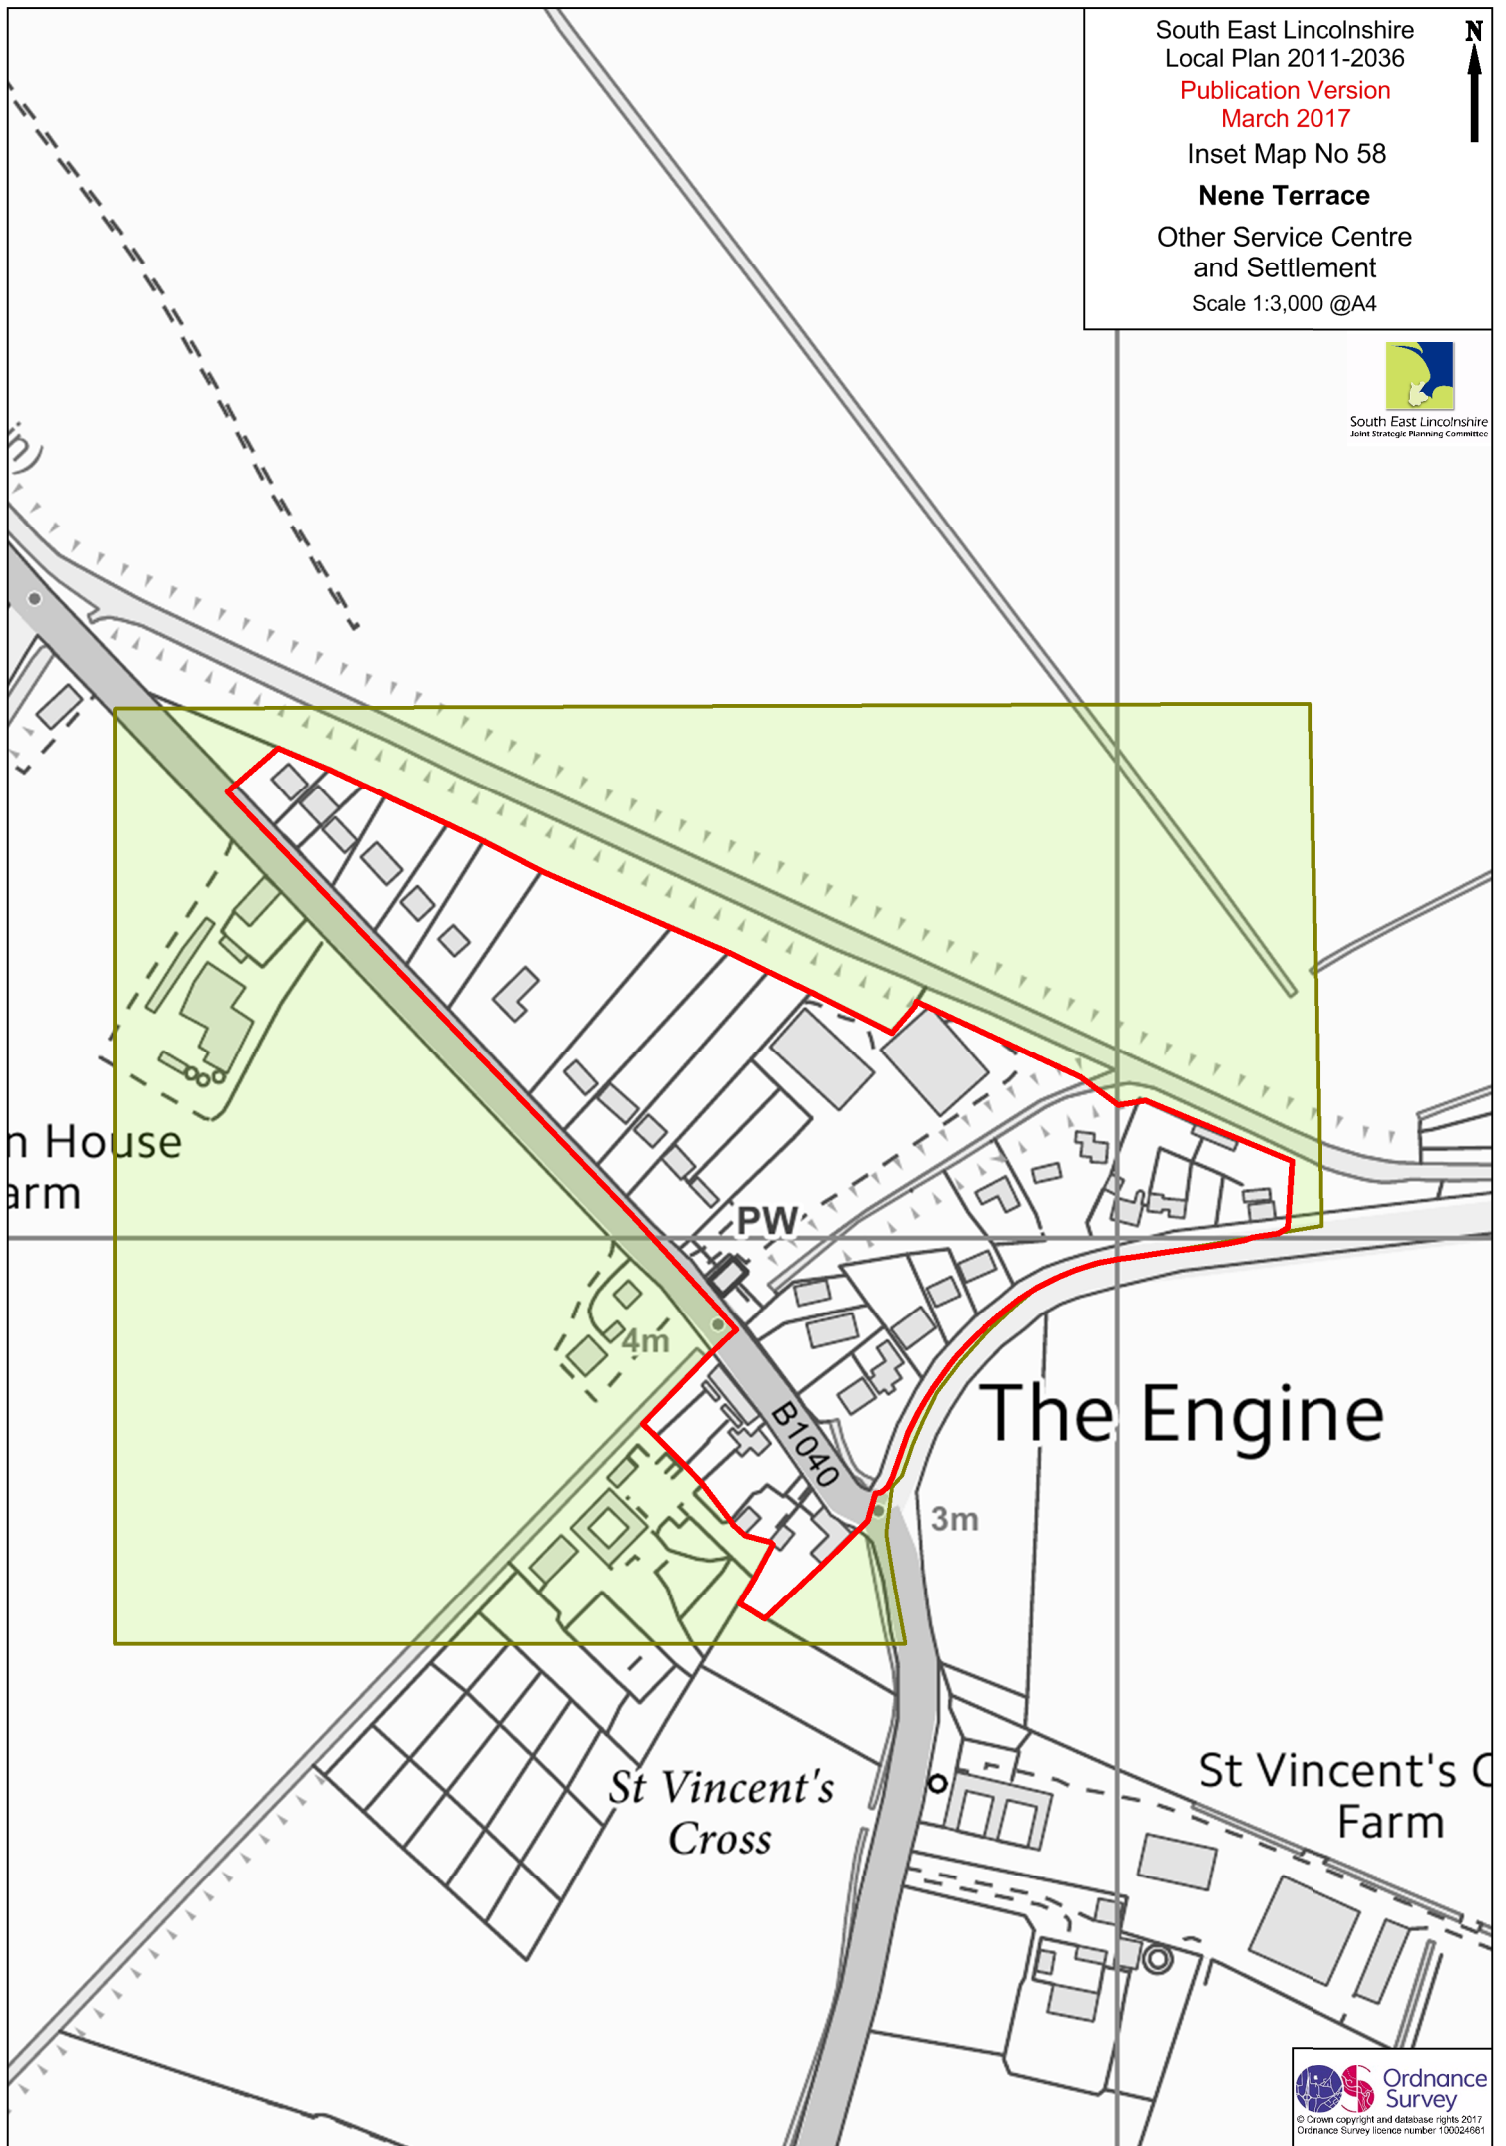 South East Lincolnshire
Local Plan 2011-2036
Publication Version
March 2017
Inset Map No 58
Nene Terrace
Other Service Centre
and Settlement
Scale 1:3,000 @A4
N
South East Lincolnshire
Joint Strategic Planning Committee
in)
n House
arm
PW
4m
B1040
The Engine
3m
St Vincent's
Cross
St Vincent's C
Farm
Ordnance
Survey
© Crown copyright and database rights 2017
Ordnance Survey licence number 100024661